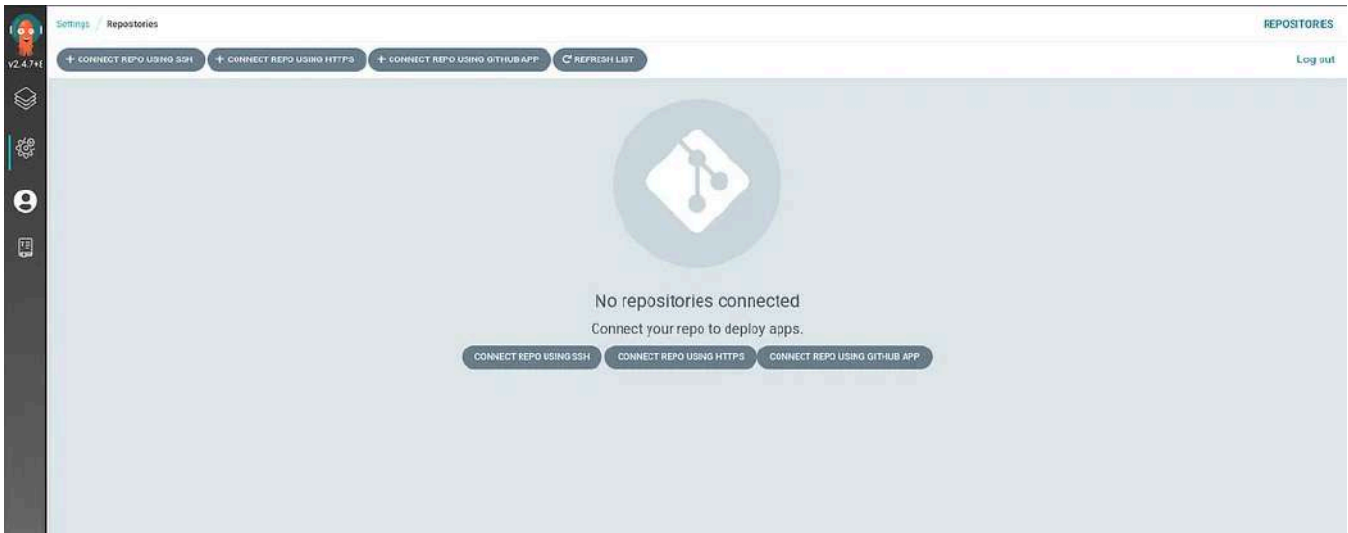 Settings / Repositories
REPOSITORIES
v2.4.7+
+ CONNECT REPO USING SSH
+ CONNECT REPO USING HTTPS
+ CONNECT REPO USING GITHUB APP
REFRESH LIST
Log out
No repositories connected
Connect your repo to deploy apps.
CONNECT REPO USING SSH
CONNECT REPO USING HTTPS
CONNECT REPO USING GITHUB APP